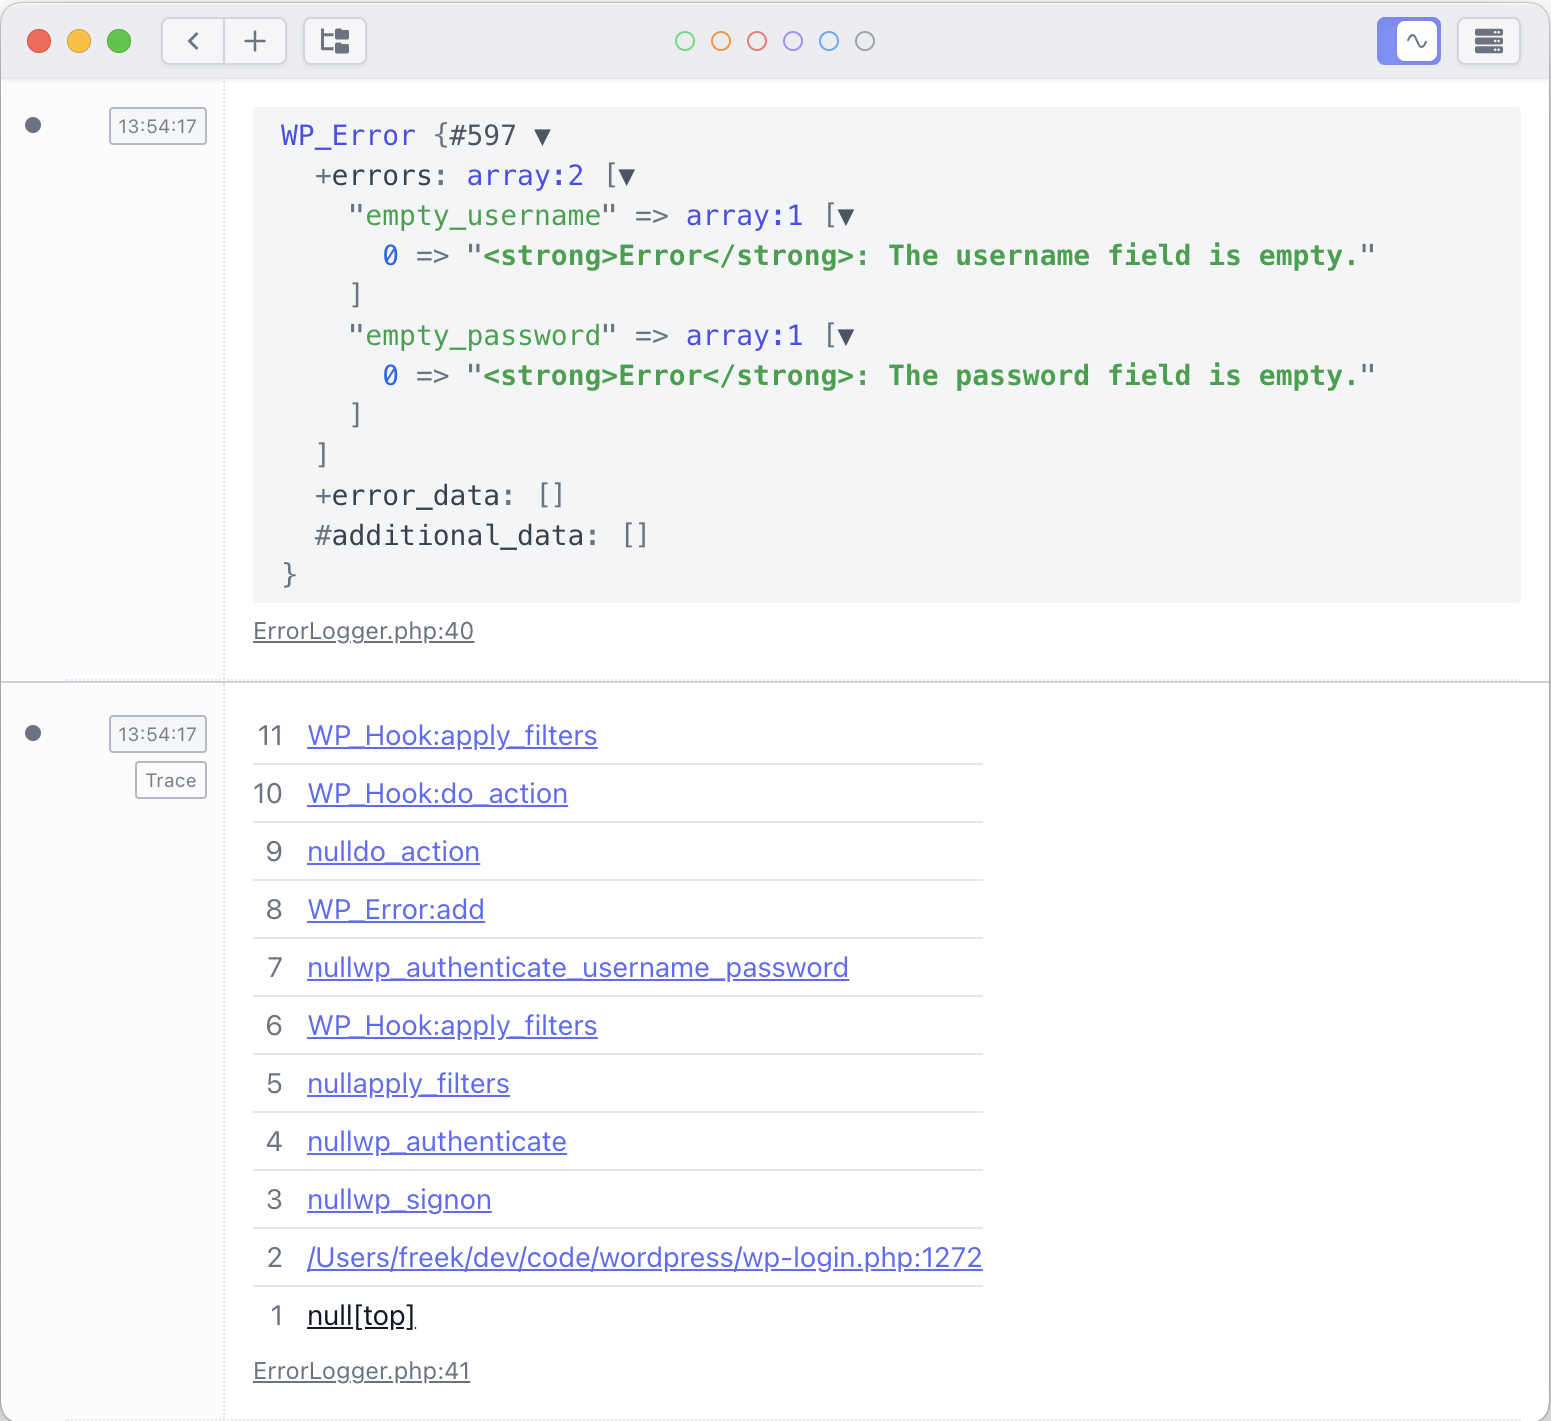 13:54:17
WP_Error {#597 ▼
+errors: array:2 [▼
"empty_username" => array:1 [▼
0 => "<strong>Error</strong>: The username field is empty."
]
"empty_password" => array:1 [▼
0 => "<strong>Error</strong>: The password field is empty."
]
]
+error_data: []
#additional_data: []
}
ErrorLogger.php:40
13:54:17
Trace
11 WP_Hook:apply_filters
10 WP_Hook:do_action
9 nulldo_action
8 WP_Error:add
7 nullwp_authenticate_username_password
6 WP_Hook:apply_filters
5 nullapply_filters
4 nullwp_authenticate
3 nullwp_signon
2 /Users/freek/dev/code/wordpress/wp-login.php:1272
1 null[top]
ErrorLogger.php:41